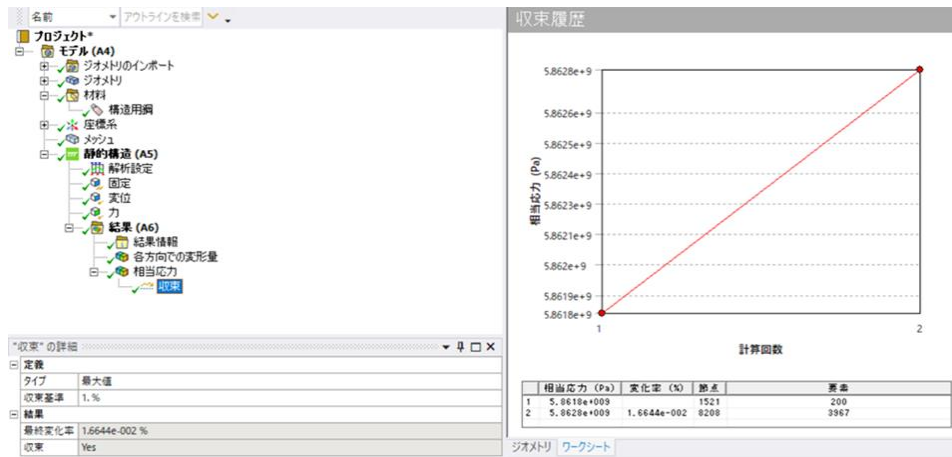 名前
アウトラインを検索
プロジェクト*
モデル (A4)
ジオメトリのインポート
ジオメトリ
材料
構造用鋼
座標系
メッシュ
静的構造 (A5)
解析設定
固定
変位
力
結果 (A6)
結果情報
各方向での変形量
相当応力
収束
"収束" の詳細
定義
タイプ 最大値
収束基準 1. %
結果
最終変化率 1.6644e-002 %
収束 Yes
収束履歴
相当応力 (Pa)
5.8628e+9
5.8626e+9
5.8625e+9
5.8624e+9
5.8623e+9
5.8621e+9
5.862e+9
5.8619e+9
5.8618e+9
1 2
計算回数
相当応力 (Pa) 変化率 (%) 節点 要素
1 5.8618e+009 1521 200
2 5.8628e+009 1.6644e-002 8208 3967
ジオメトリ ワークシート